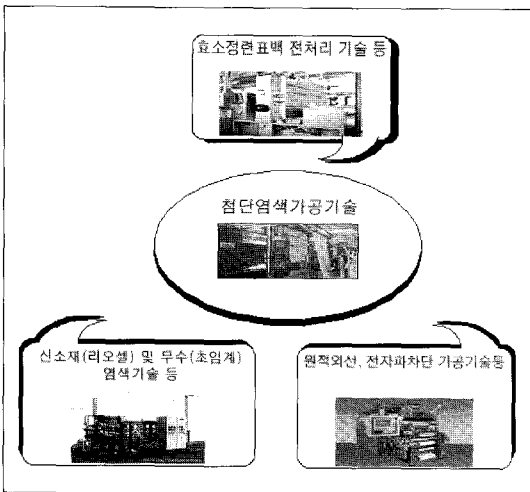 효소정련표백 전처리 기술 등
첨단염색가공기술
신소재(리오셀) 및 무수(초임계)
염색기술 등
원적외선, 전자파차단 가공기술등